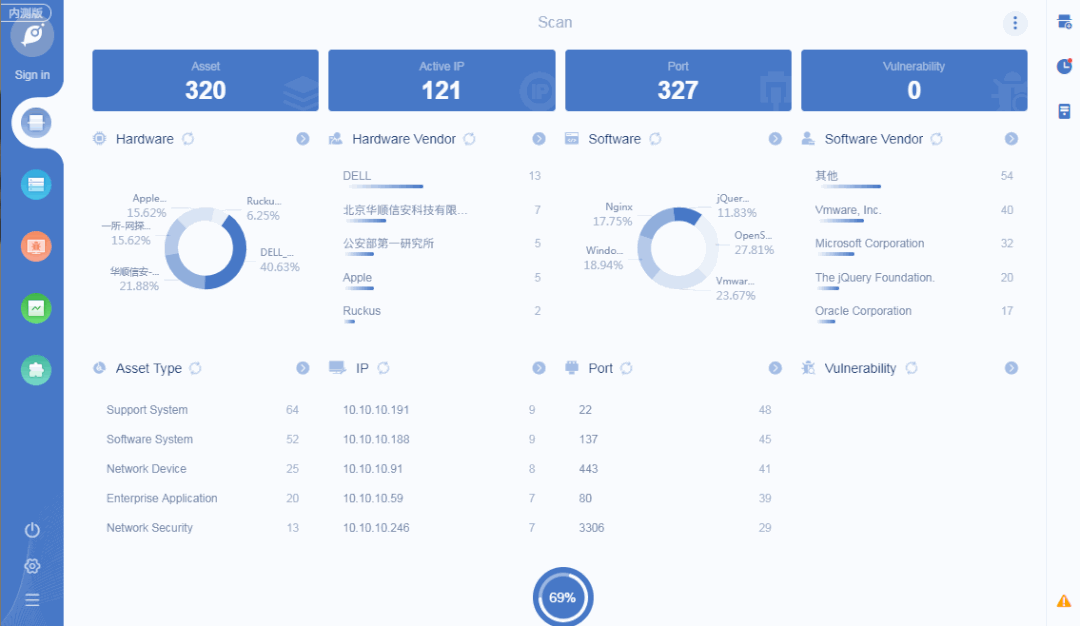 内测版
Sign in
Scan
Asset
320
Active IP
121
Port
327
Vulnerability
0
Hardware
Apple...
15.62%
一所-网探...
15.62%
华顺信安-...
21.88%
Rucku...
6.25%
DELL_...
40.63%
Hardware Vendor
DELL 13
北京华顺信安科技有限... 7
公安部第一研究所 5
Apple 5
Ruckus 2
Software
Nginx
17.75%
Windo...
18.94%
jQuer...
11.83%
OpenS...
27.81%
Vmwar...
23.67%
Software Vendor
其他 54
Vmware, Inc. 40
Microsoft Corporation 32
The jQuery Foundation. 20
Oracle Corporation 17
Asset Type
Support System 64
Software System 52
Network Device 25
Enterprise Application 20
Network Security 13
IP
10.10.10.191 9
10.10.10.188 9
10.10.10.91 8
10.10.10.59 7
10.10.10.246 7
Port
22 48
137 45
443 41
80 39
3306 29
Vulnerability
69%